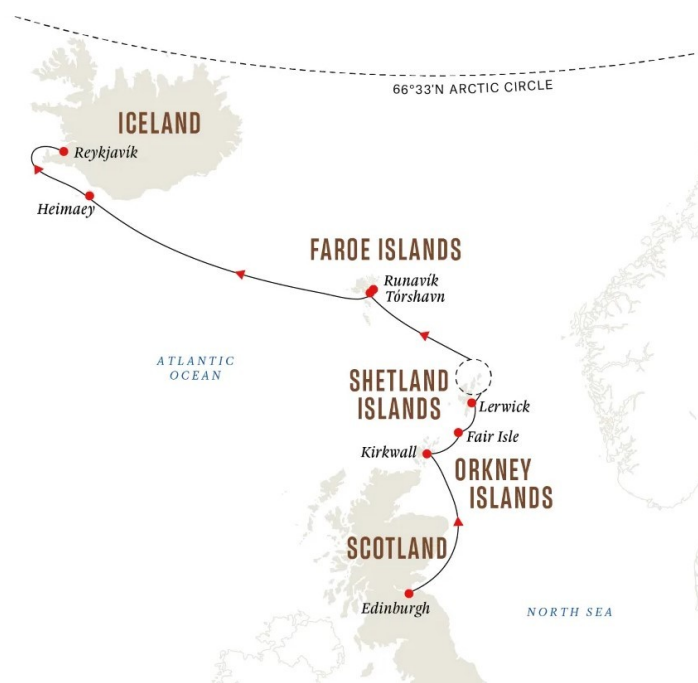 66°33'N ARCTIC CIRCLE
ICELAND
Reykjavík
Heimaey
FAROE ISLANDS
Runavík
Tórshavn
ATLANTIC
OCEAN
SHETLAND
ISLANDS
Lerwick
Fair Isle
Kirkwall
ORKNEY
ISLANDS
SCOTLAND
Edinburgh
NORTH SEA